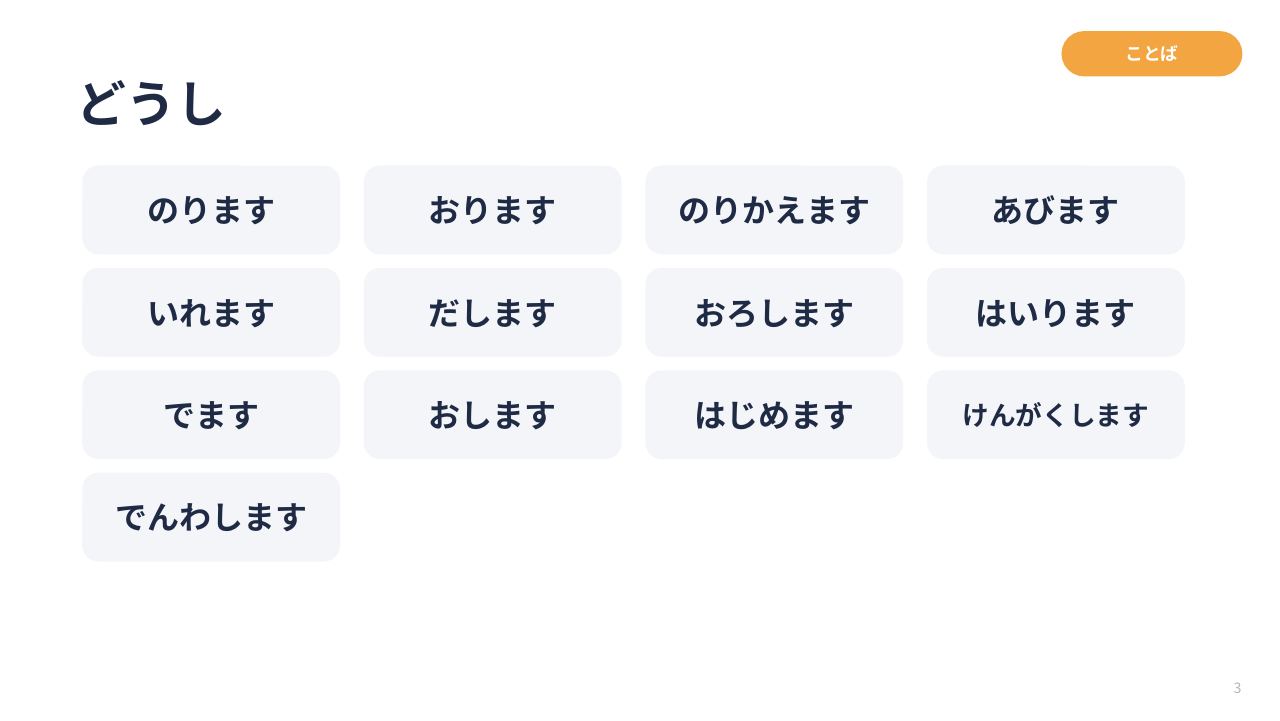 ことば
どうし
のります
おります
のりかえます
あびます
いれます
だします
おろします
はいります
でます
おします
はじめます
けんがくします
でんわします
3